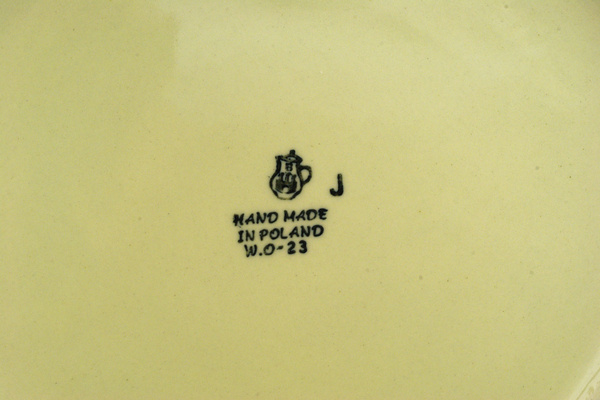 J
HAND MADE
IN POLAND
W.O-23